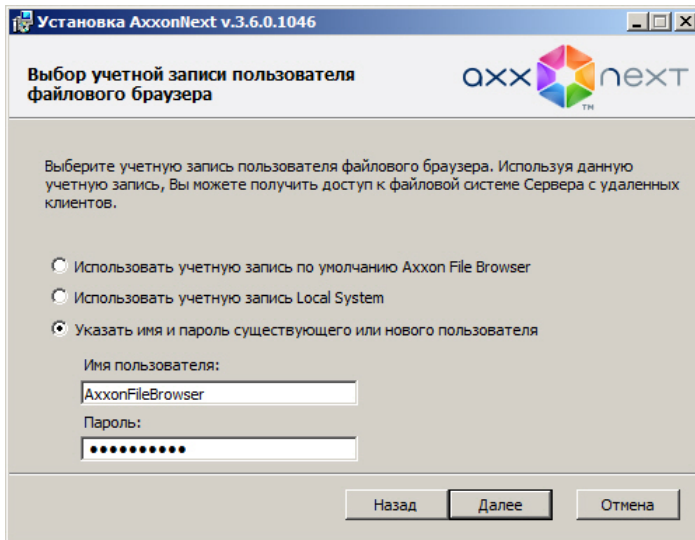 Установка AxxonNext v.3.6.0.1046
Выбор учетной записи пользователя
файлового браузера
axx next
TM
Выберите учетную запись пользователя файлового браузера. Используя данную
учетную запись, Вы можете получить доступ к файловой системе Сервера с удаленных
клиентов.
Использовать учетную запись по умолчанию Axxon File Browser
Использовать учетную запись Local System
Указать имя и пароль существующего или нового пользователя
Имя пользователя:
AxxonFileBrowser
Пароль:
●●●●●●●●●●
Назад Далее Отмена